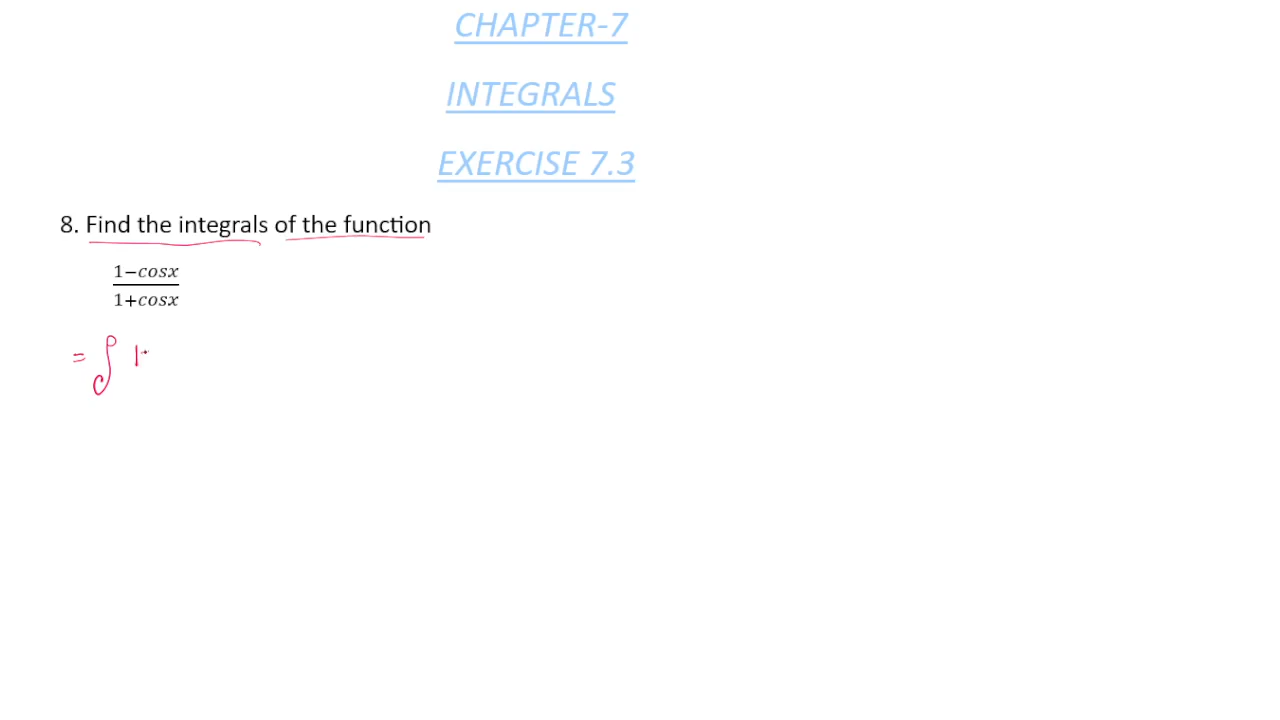 CHAPTER-7
INTEGRALS
EXERCISE 7.3
8. Find the integrals of the function
1−cosx
1+cosx
= ∫ 1